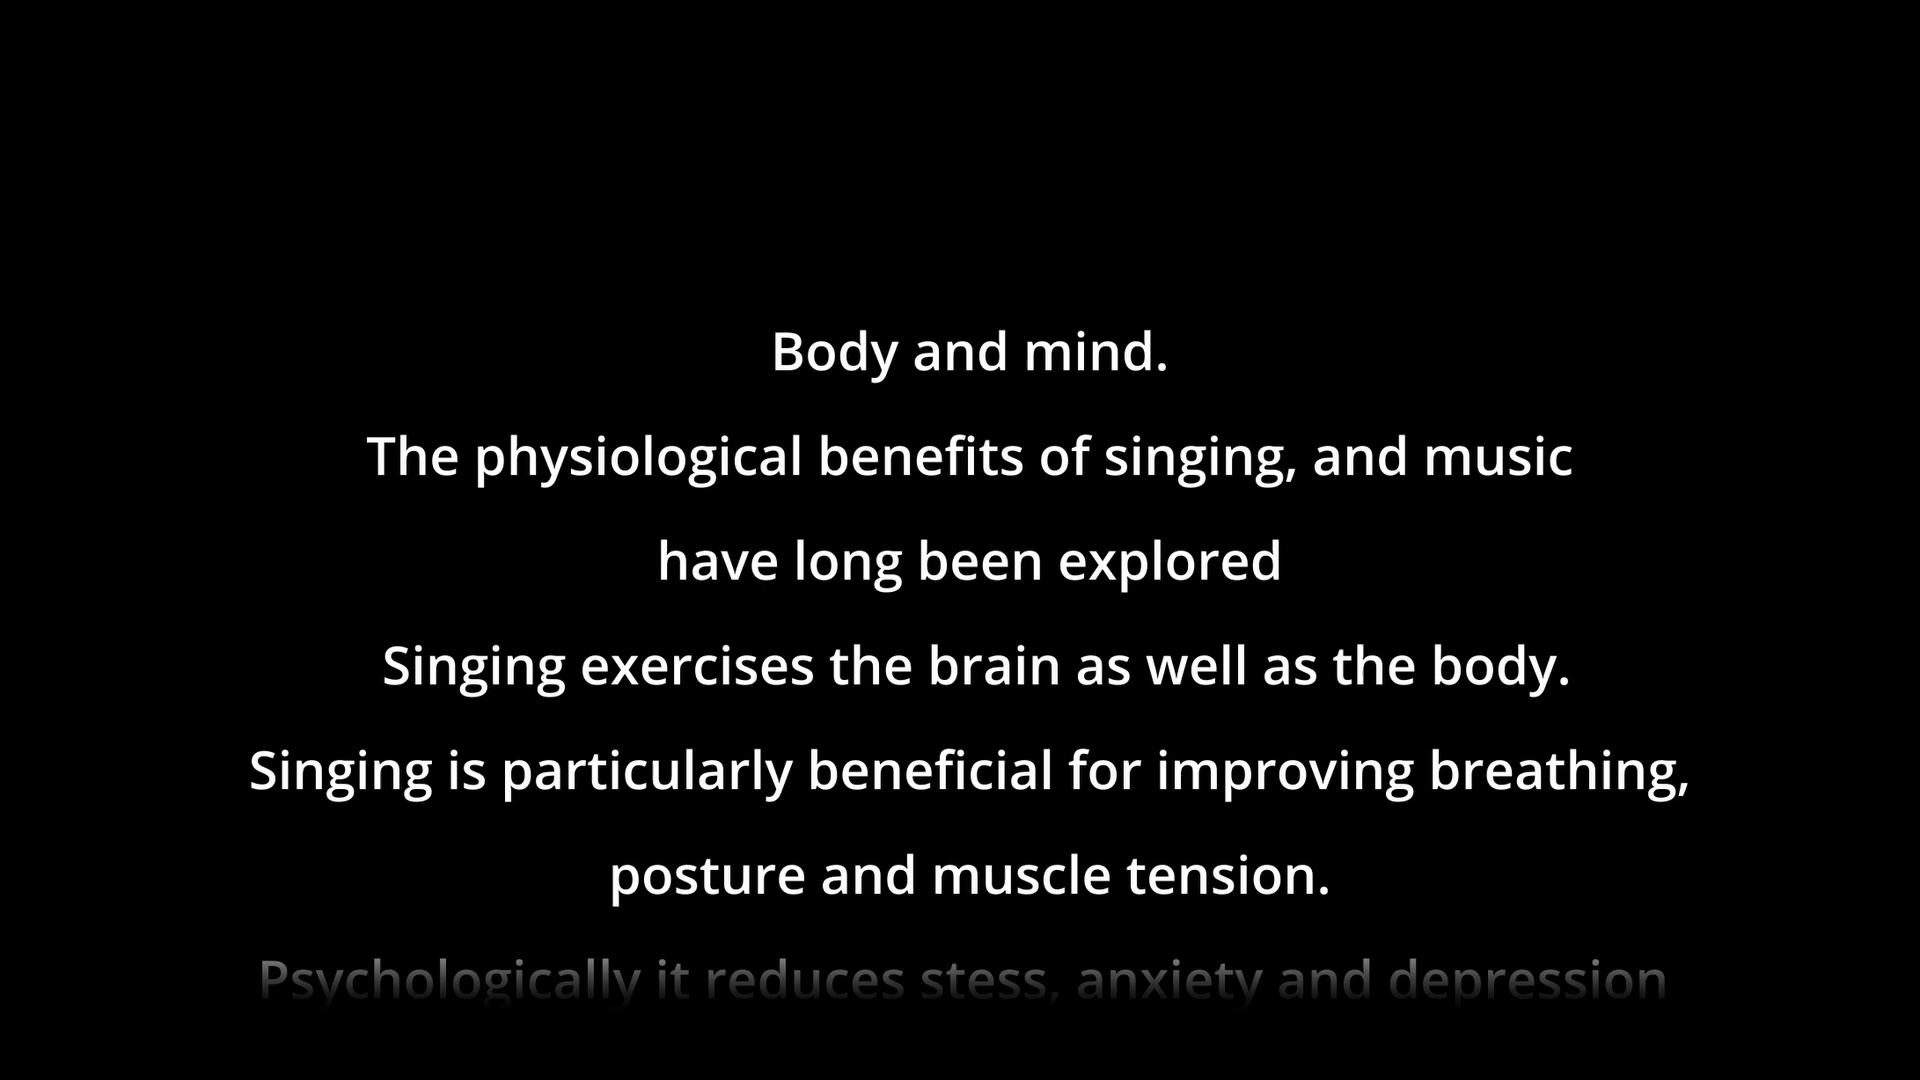 Body and mind.
The physiological benefits of singing, and music
have long been explored
Singing exercises the brain as well as the body.
Singing is particularly beneficial for improving breathing,
posture and muscle tension.
Psychologically it reduces stess, anxiety and depression